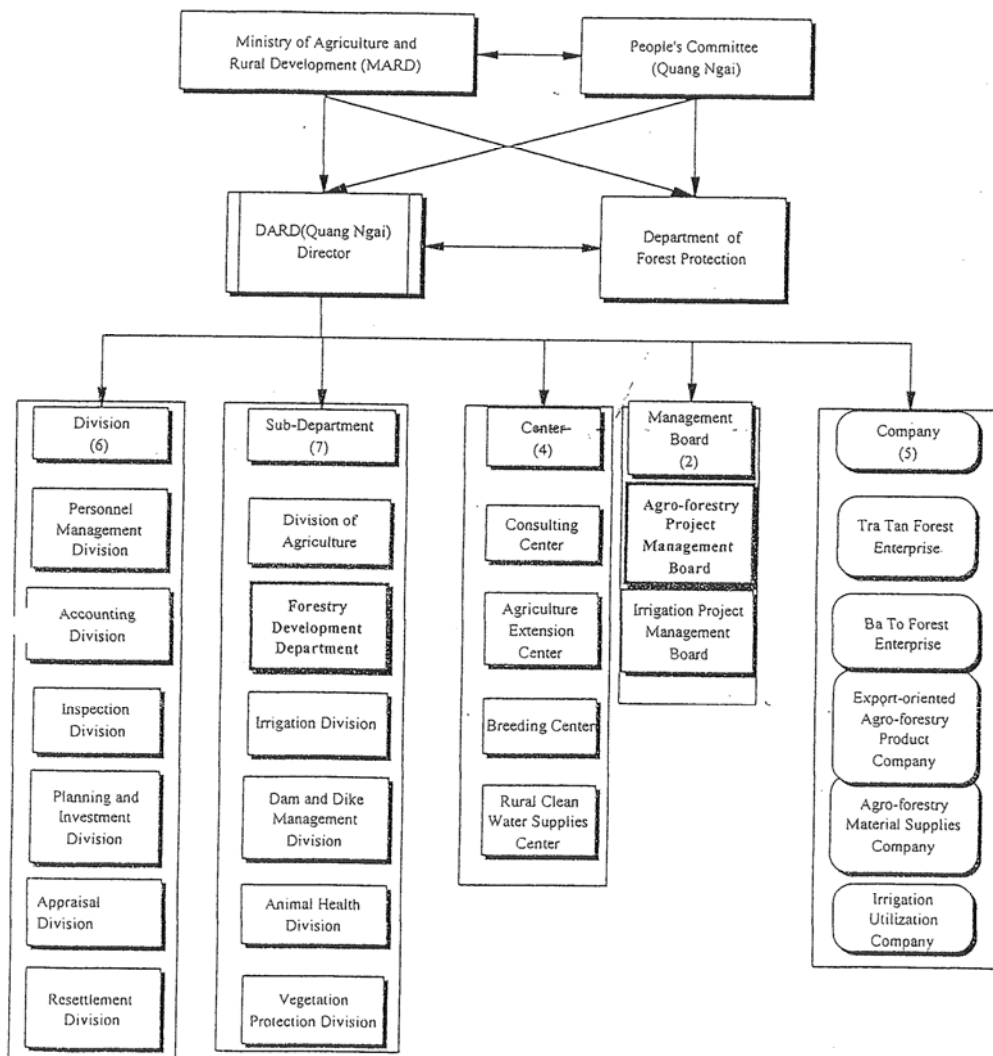 Ministry of Agriculture and
Rural Development (MARD)
People's Committee
(Quang Ngai)
DARD(Quang Ngai)
Director
Department of
Forest Protection
Division
(6)
Personnel
Management
Division
Accounting
Division
Inspection
Division
Planning and
Investment
Division
Appraisal
Division
Resettlement
Division
Sub-Department
(7)
Division of
Agriculture
Forestry
Development
Department
Irrigation Division
Dam and Dike
Management
Division
Animal Health
Division
Vegetation
Protection Division
Center
(4)
Consulting
Center
Agriculture
Extension
Center
Breeding Center
Rural Clean
Water Supplies
Center
Management
Board
(2)
Agro-forestry
Project
Management
Board
Irrigation Project
Management
Board
Company
(5)
Tra Tan Forest
Enterprise
Ba To Forest
Enterprise
Export-oriented
Agro-forestry
Product
Company
Agro-forestry
Material Supplies
Company
Irrigation
Utilization
Company